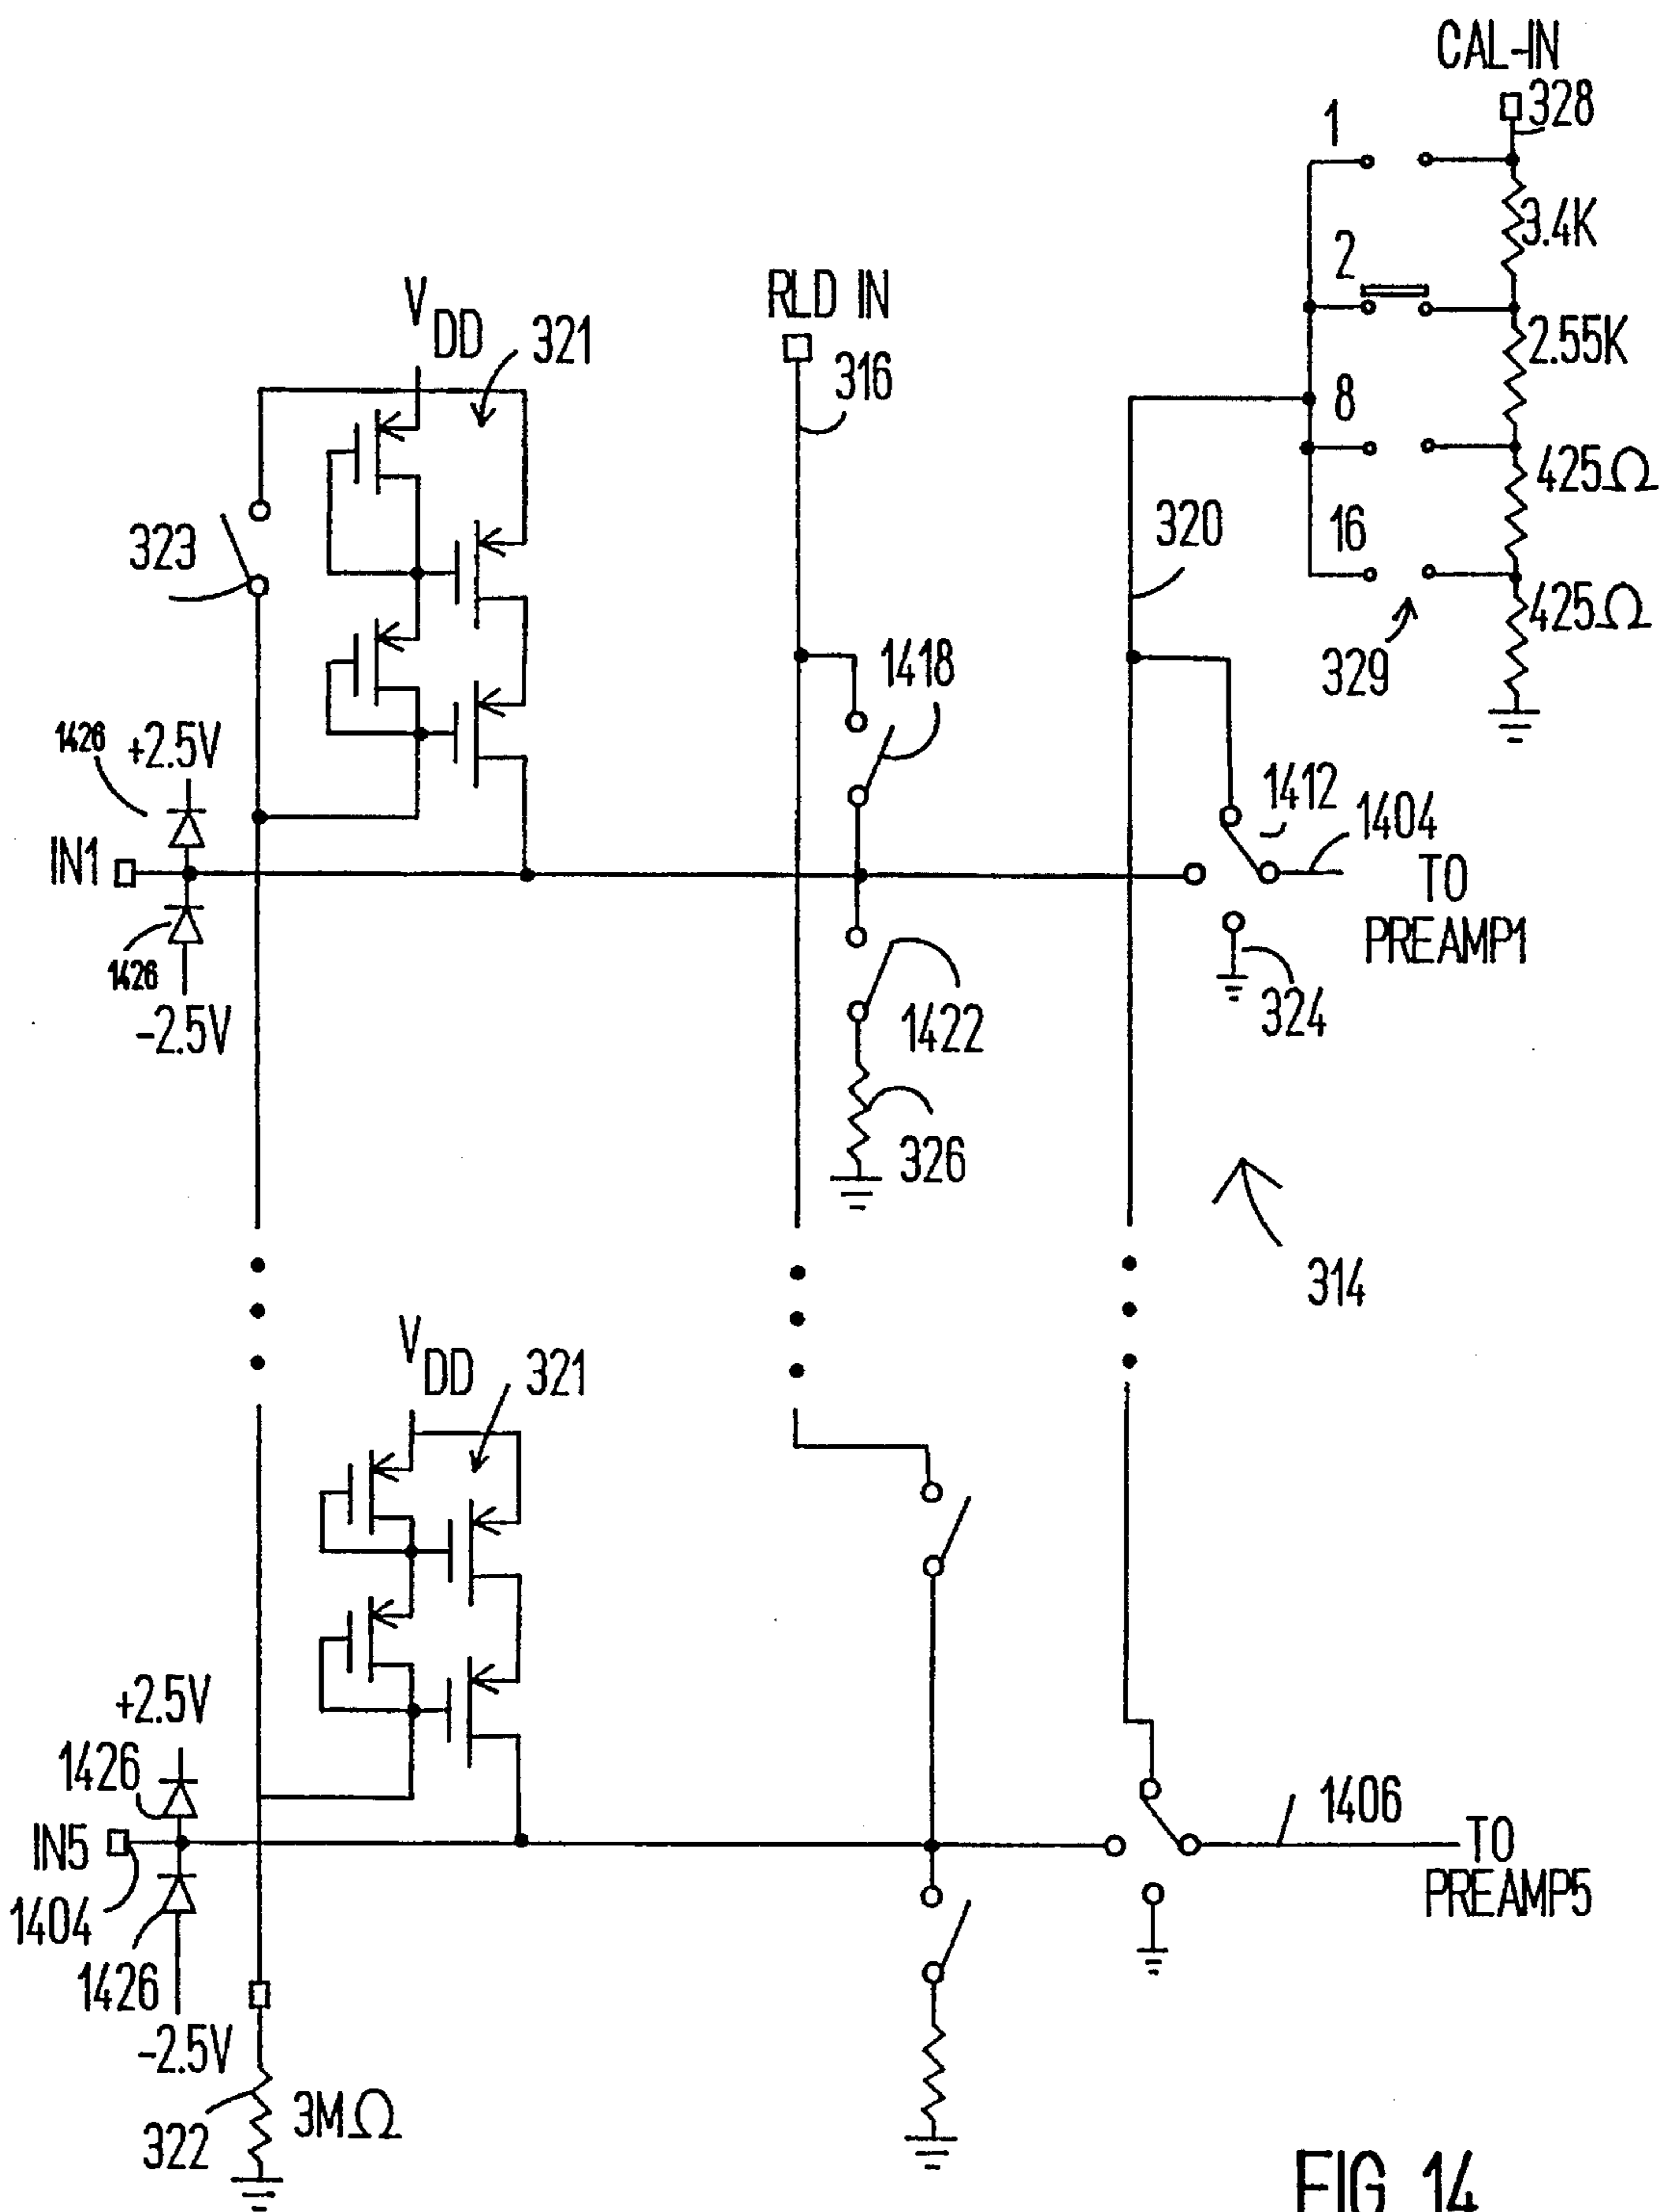 CAL-IN
328
1
3.4K
2
2.55K
8
425Ω
16
425Ω
329
V
DD
321
RLD IN
316
323
320
1418
1426
+2.5V
IN1
1426
-2.5V
1412
1404
TO
PREAMP1
324
1422
326
314
V
DD
321
+2.5V
1426
IN5
1404
1426
-2.5V
1406
TO
PREAMP5
322
3MΩ
FIG 14